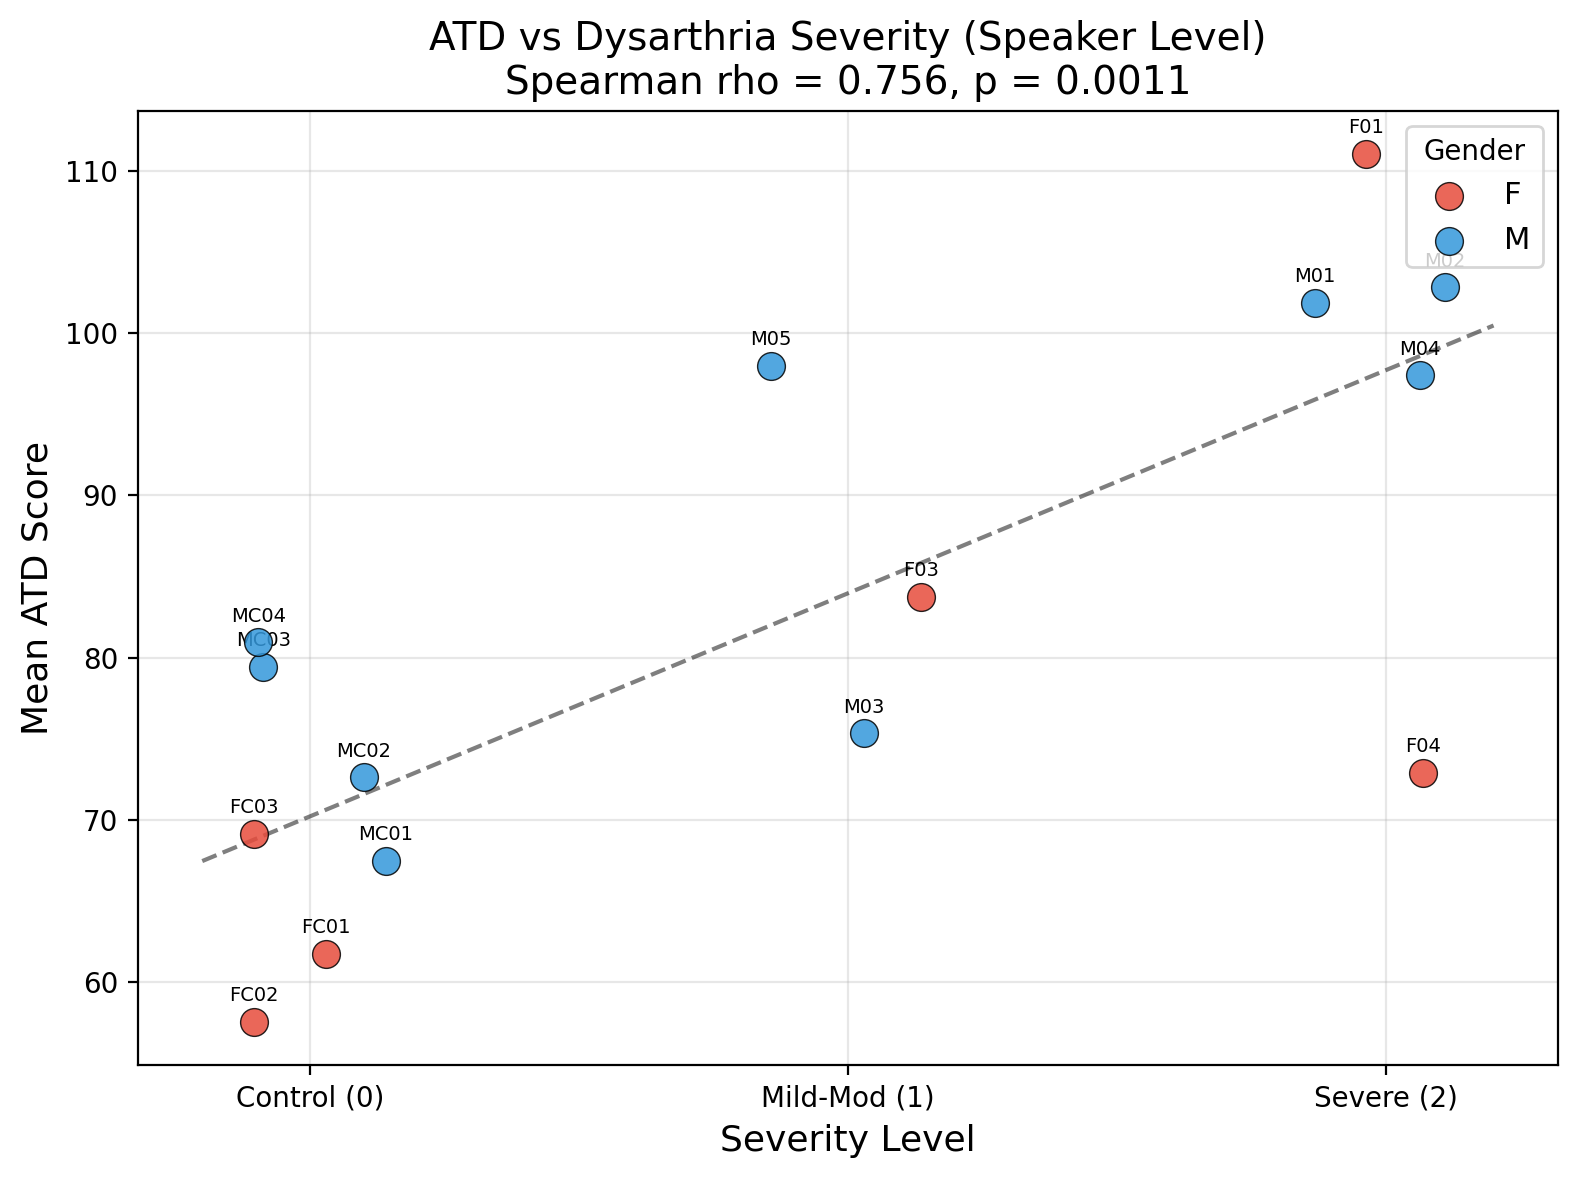 ATD vs Dysarthria Severity (Speaker Level)
Spearman rho = 0.756, p = 0.0011
F01
Gender
F
M
M02
M01
M05
M04
F03
MC04
MC03
M03
MC02
F04
FC03
MC01
FC01
FC02
110
100
90
80
70
60
Mean ATD Score
Control (0)
Mild-Mod (1)
Severe (2)
Severity Level